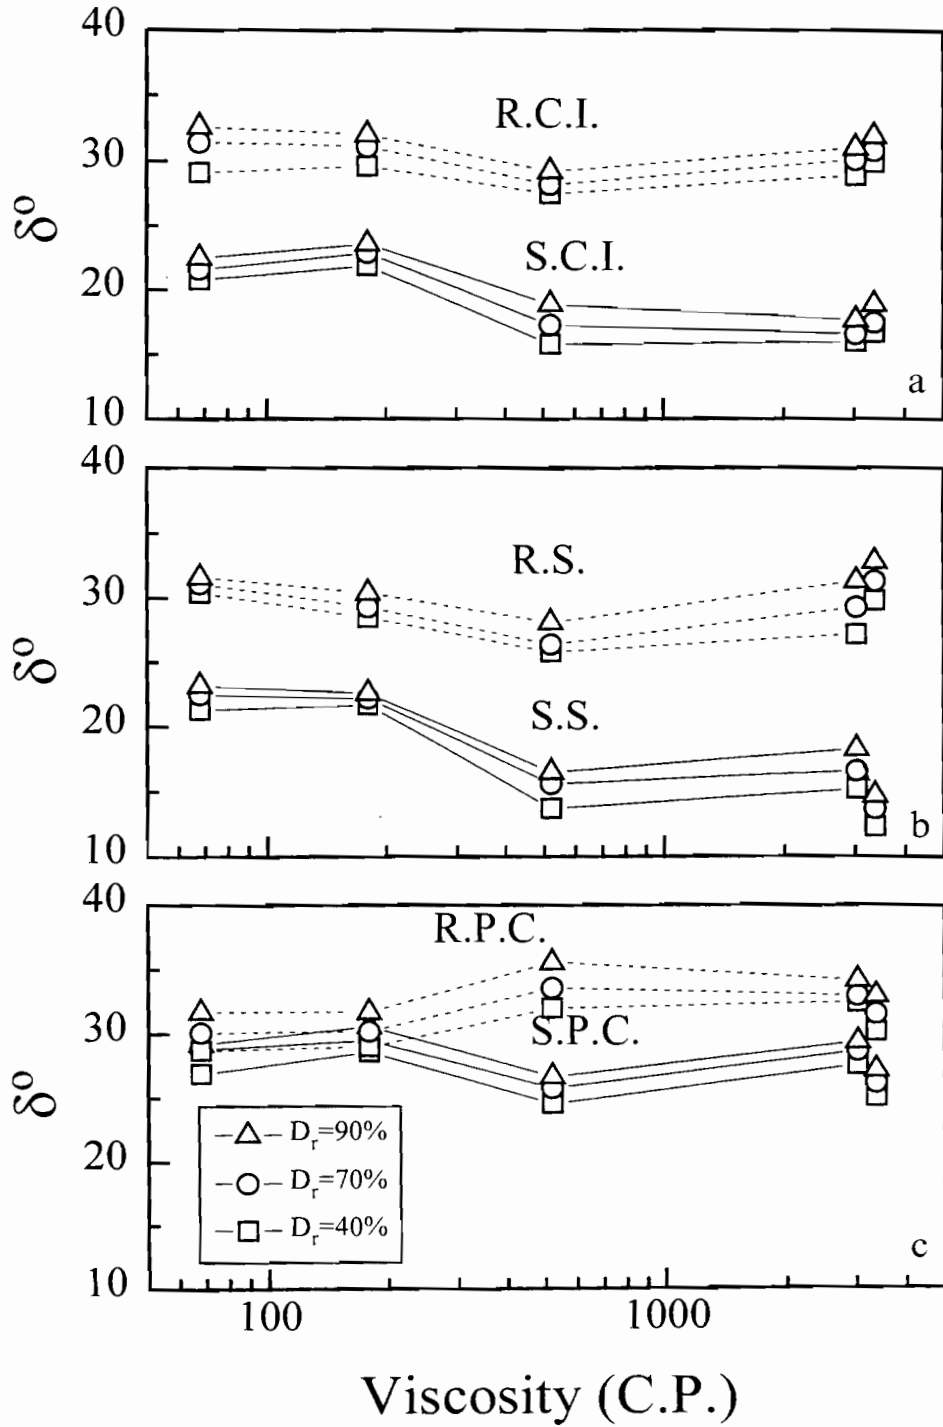 40
R.C.I.
30
δ°
S.C.I.
20
a
10
40
R.S.
30
δ°
S.S.
20
b
10
40
R.P.C.
30
S.P.C.
δ°
D_r=90%
20
D_r=70%
D_r=40%
c
10
100 1000
Viscosity (C.P.)